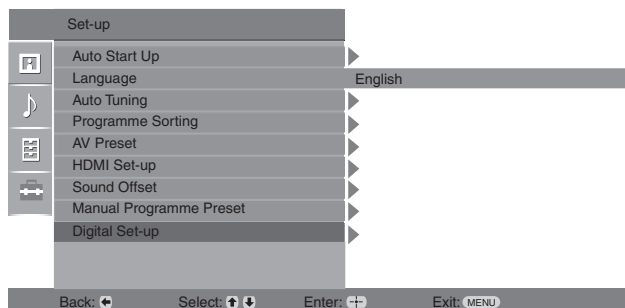 Set-up
Auto Start Up
Language English
Auto Tuning
Programme Sorting
AV Preset
HDMI Set-up
Sound Offset
Manual Programme Preset
Digital Set-up
Back: Select: Enter: Exit: MENU